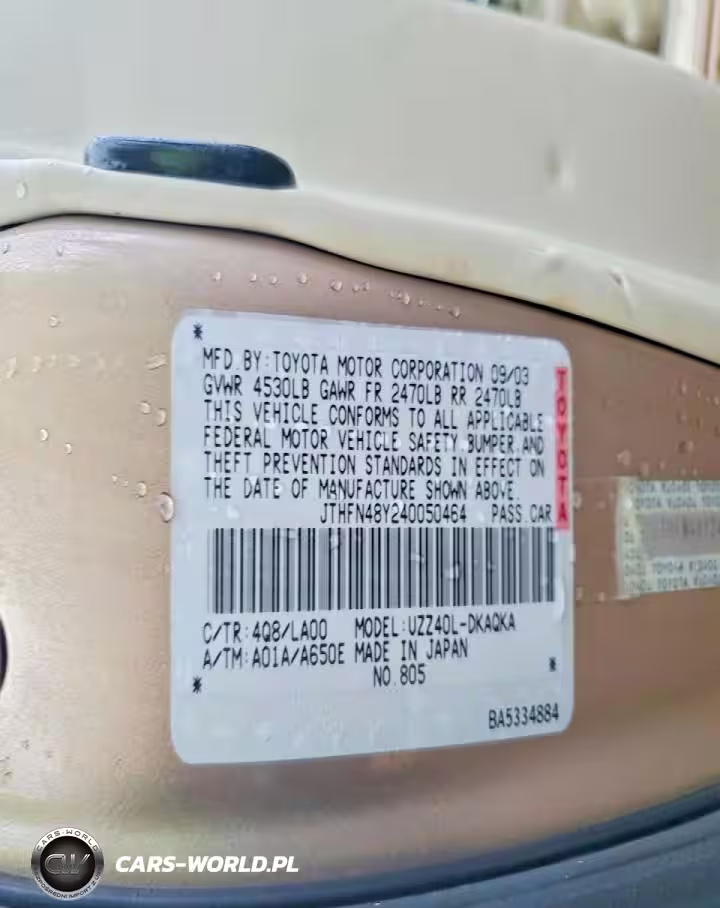 *
MFD.BY:TOYOTA MOTOR CORPORATION 09/03
GVWR 4530LB GAWR FR 2470LB RR 2470LB
THIS VEHICLE CONFORMS TO ALL APPLICABLE
FEDERAL MOTOR VEHICLE SAFETY,BUMPER,AND
THEFT PREVENTION STANDARDS IN EFFECT ON
THE DATE OF MANUFACTURE SHOWN ABOVE.
JTHFN48Y240050464 PASS.CAR
TOYOTA
C/TR:4Q8/LA00 MODEL:UZZ40L-DKAQKA
A/TM:A01A/A650E MADE IN JAPAN
NO.805
* *
BA5334884
CARS-WORLD
CW
CARS-WORLD.PL